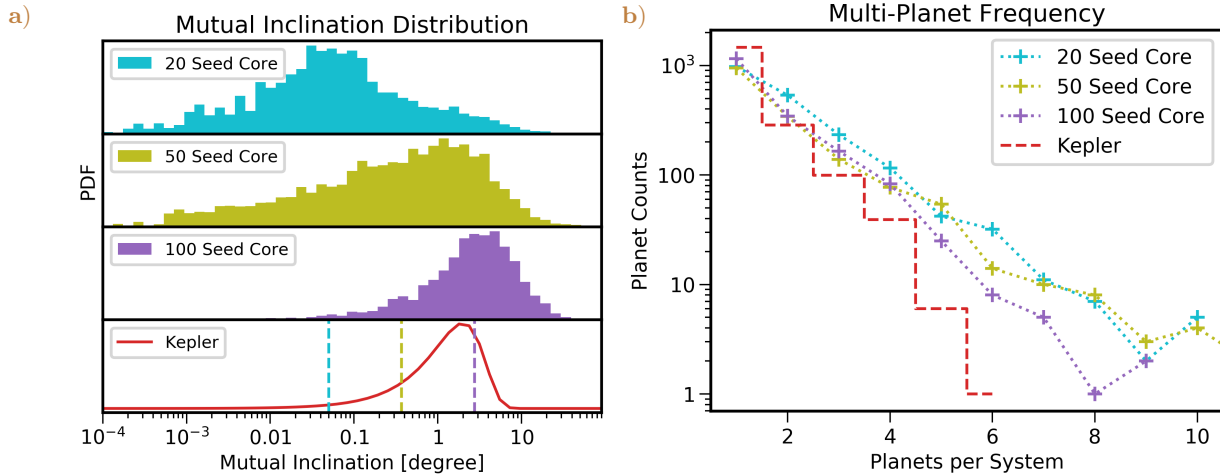 a)
Mutual Inclination Distribution
20 Seed Core
50 Seed Core
100 Seed Core
Kepler
PDF
10⁻⁴
10⁻³
0.01
0.1
1
10
Mutual Inclination [degree]
b)
Multi-Planet Frequency
20 Seed Core
50 Seed Core
100 Seed Core
Kepler
Planet Counts
10³
100
10
1
2
4
6
8
10
Planets per System